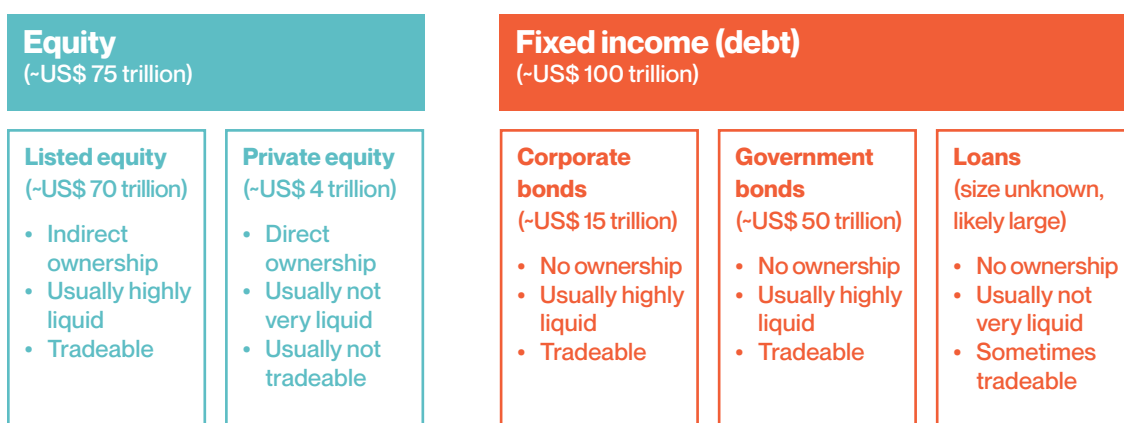 Equity
(~US$ 75 trillion)
Fixed income (debt)
(~US$ 100 trillion)
Listed equity
(~US$ 70 trillion)
• Indirect
ownership
• Usually highly
liquid
• Tradeable
Private equity
(~US$ 4 trillion)
• Direct
ownership
• Usually not
very liquid
• Usually not
tradeable
Corporate
bonds
(~US$ 15 trillion)
• No ownership
• Usually highly
liquid
• Tradeable
Government
bonds
(~US$ 50 trillion)
• No ownership
• Usually highly
liquid
• Tradeable
Loans
(size unknown,
likely large)
• No ownership
• Usually not
very liquid
• Sometimes
tradeable